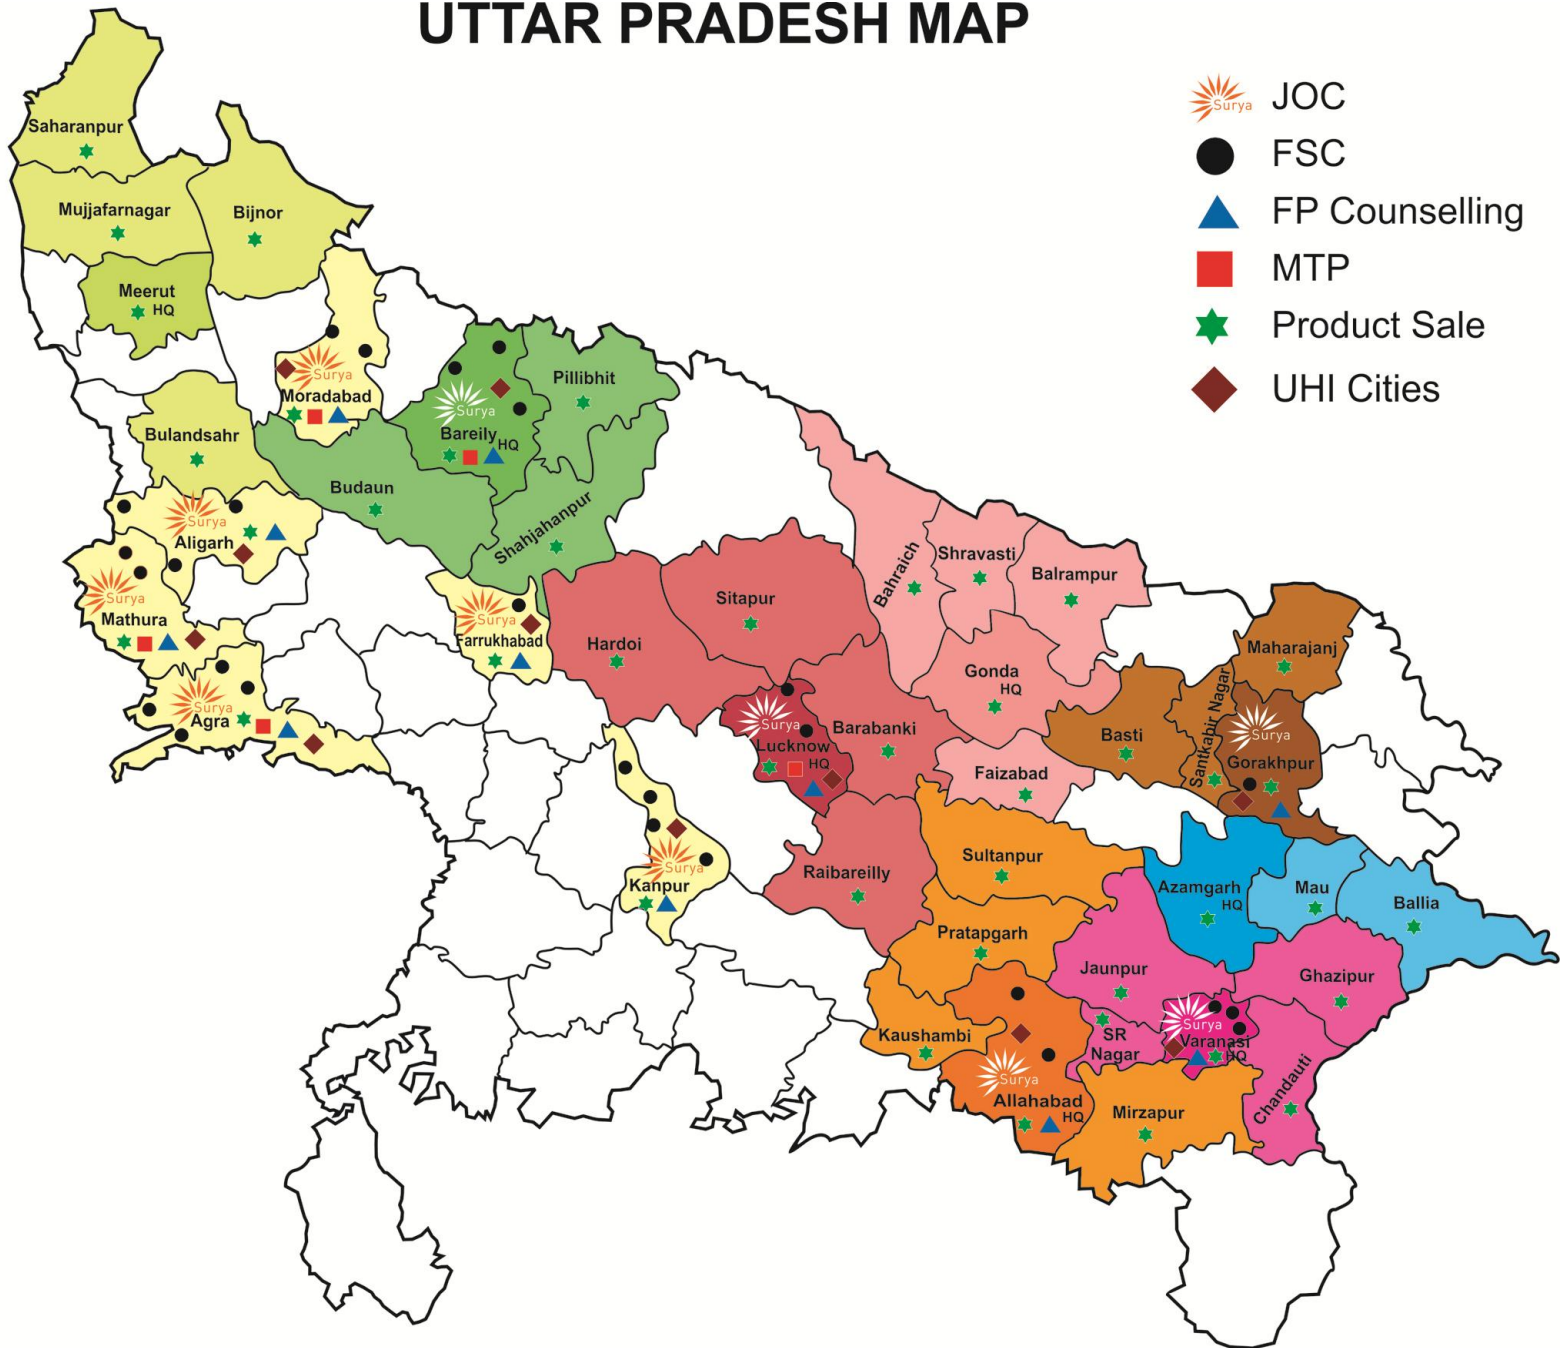 UTTAR PRADESH MAP
Surya JOC
FSC
FP Counselling
MTP
Product Sale
UHI Cities
Saharanpur
Mujjafarnagar
Bijnor
Meerut
HQ
Surya
Moradabad
Bulandsahr
Surya
Bareily
HQ
Pillibhit
Budaun
Shahjahanpur
Surya
Aligarh
Surya
Mathura
Surya
Agra
Surya
Farrukhabad
Hardoi
Sitapur
Bahraich
Shravasti
Balrampur
Gonda
HQ
Surya
Lucknow
HQ
Barabanki
Faizabad
Basti
Santkabir Nagar
Maharajanj
Surya
Gorakhpur
Surya
Kanpur
Raibareilly
Sultanpur
Azamgarh
HQ
Mau
Ballia
Pratapgarh
Jaunpur
Ghazipur
Kaushambi
SR
Nagar
Surya
Varanasi
HQ
Surya
Allahabad
HQ
Mirzapur
Chandauti